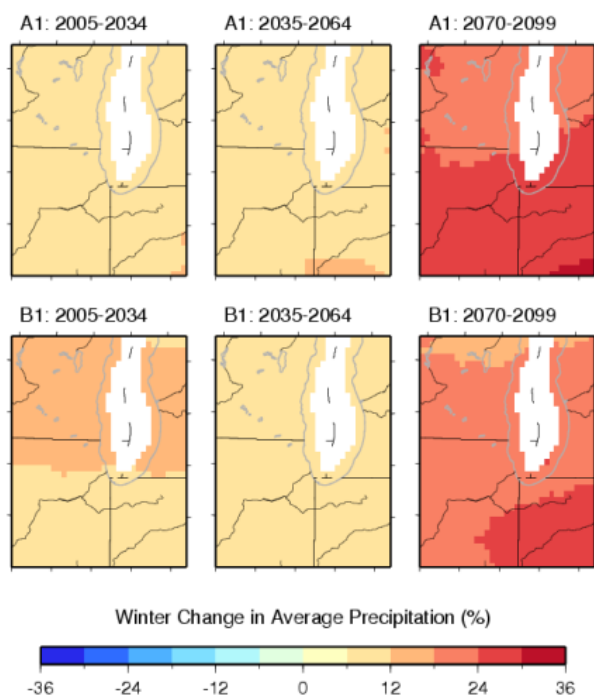 A1: 2005-2034 A1: 2035-2064 A1: 2070-2099
B1: 2005-2034 B1: 2035-2064 B1: 2070-2099
Winter Change in Average Precipitation (%)
-36 -24 -12 0 12 24 36